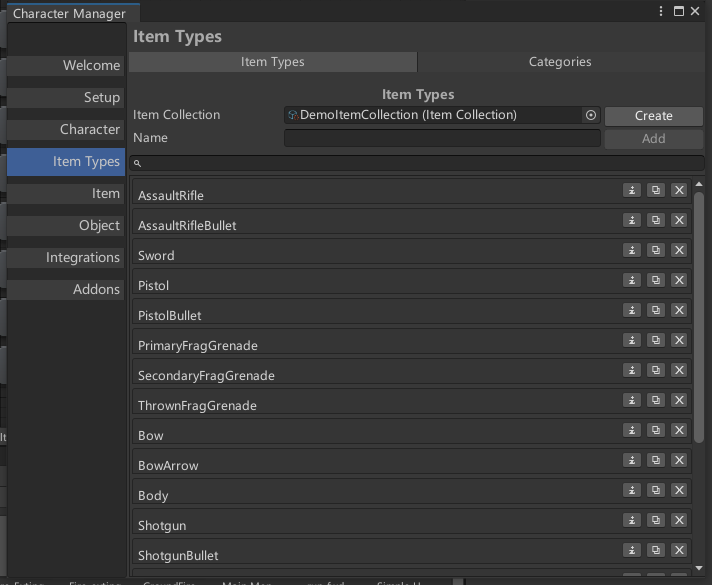 Character Manager
Item Types
Item Types Categories
Welcome
Setup
Character
Item Types
Item
Object
Integrations
Addons
Item Types
Item Collection DemoItemCollection (Item Collection) Create
Name Add
AssaultRifle
AssaultRifleBullet
Sword
Pistol
PistolBullet
PrimaryFragGrenade
SecondaryFragGrenade
ThrownFragGrenade
Bow
BowArrow
Body
Shotgun
ShotgunBullet